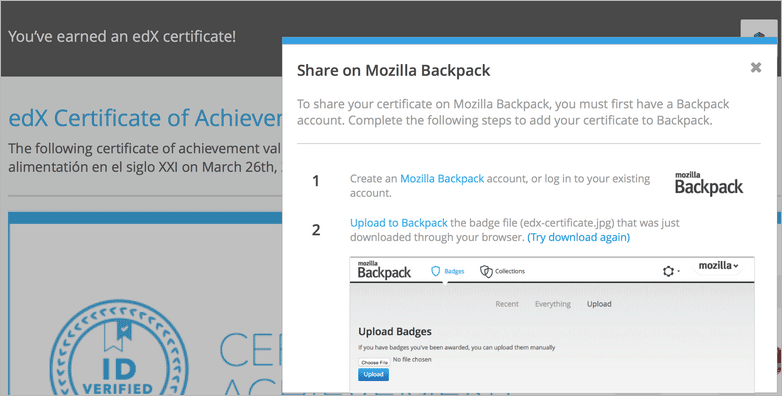 You've earned an edX certificate!
Share on Mozilla Backpack
To share your certificate on Mozilla Backpack, you must first have a Backpack
account. Complete the following steps to add your certificate to Backpack.
edX Certificate of Achiever
The following certificate of achievement val
alimentatión en el siglo XXI on March 26th,
1
Create an Mozilla Backpack account, or log in to your existing
account.
mozilla
Backpack
2
Upload to Backpack the badge file (edx-certificate.jpg) that was just
downloaded through your browser. (Try download again)
mozilla
Backpack
Badges
Collections
mozilla
Recent
Everything
Upload
Upload Badges
If you have badges you've been awarded, you can upload them manually
Choose File
No file chosen
Upload
ID
VERIFIED
CER